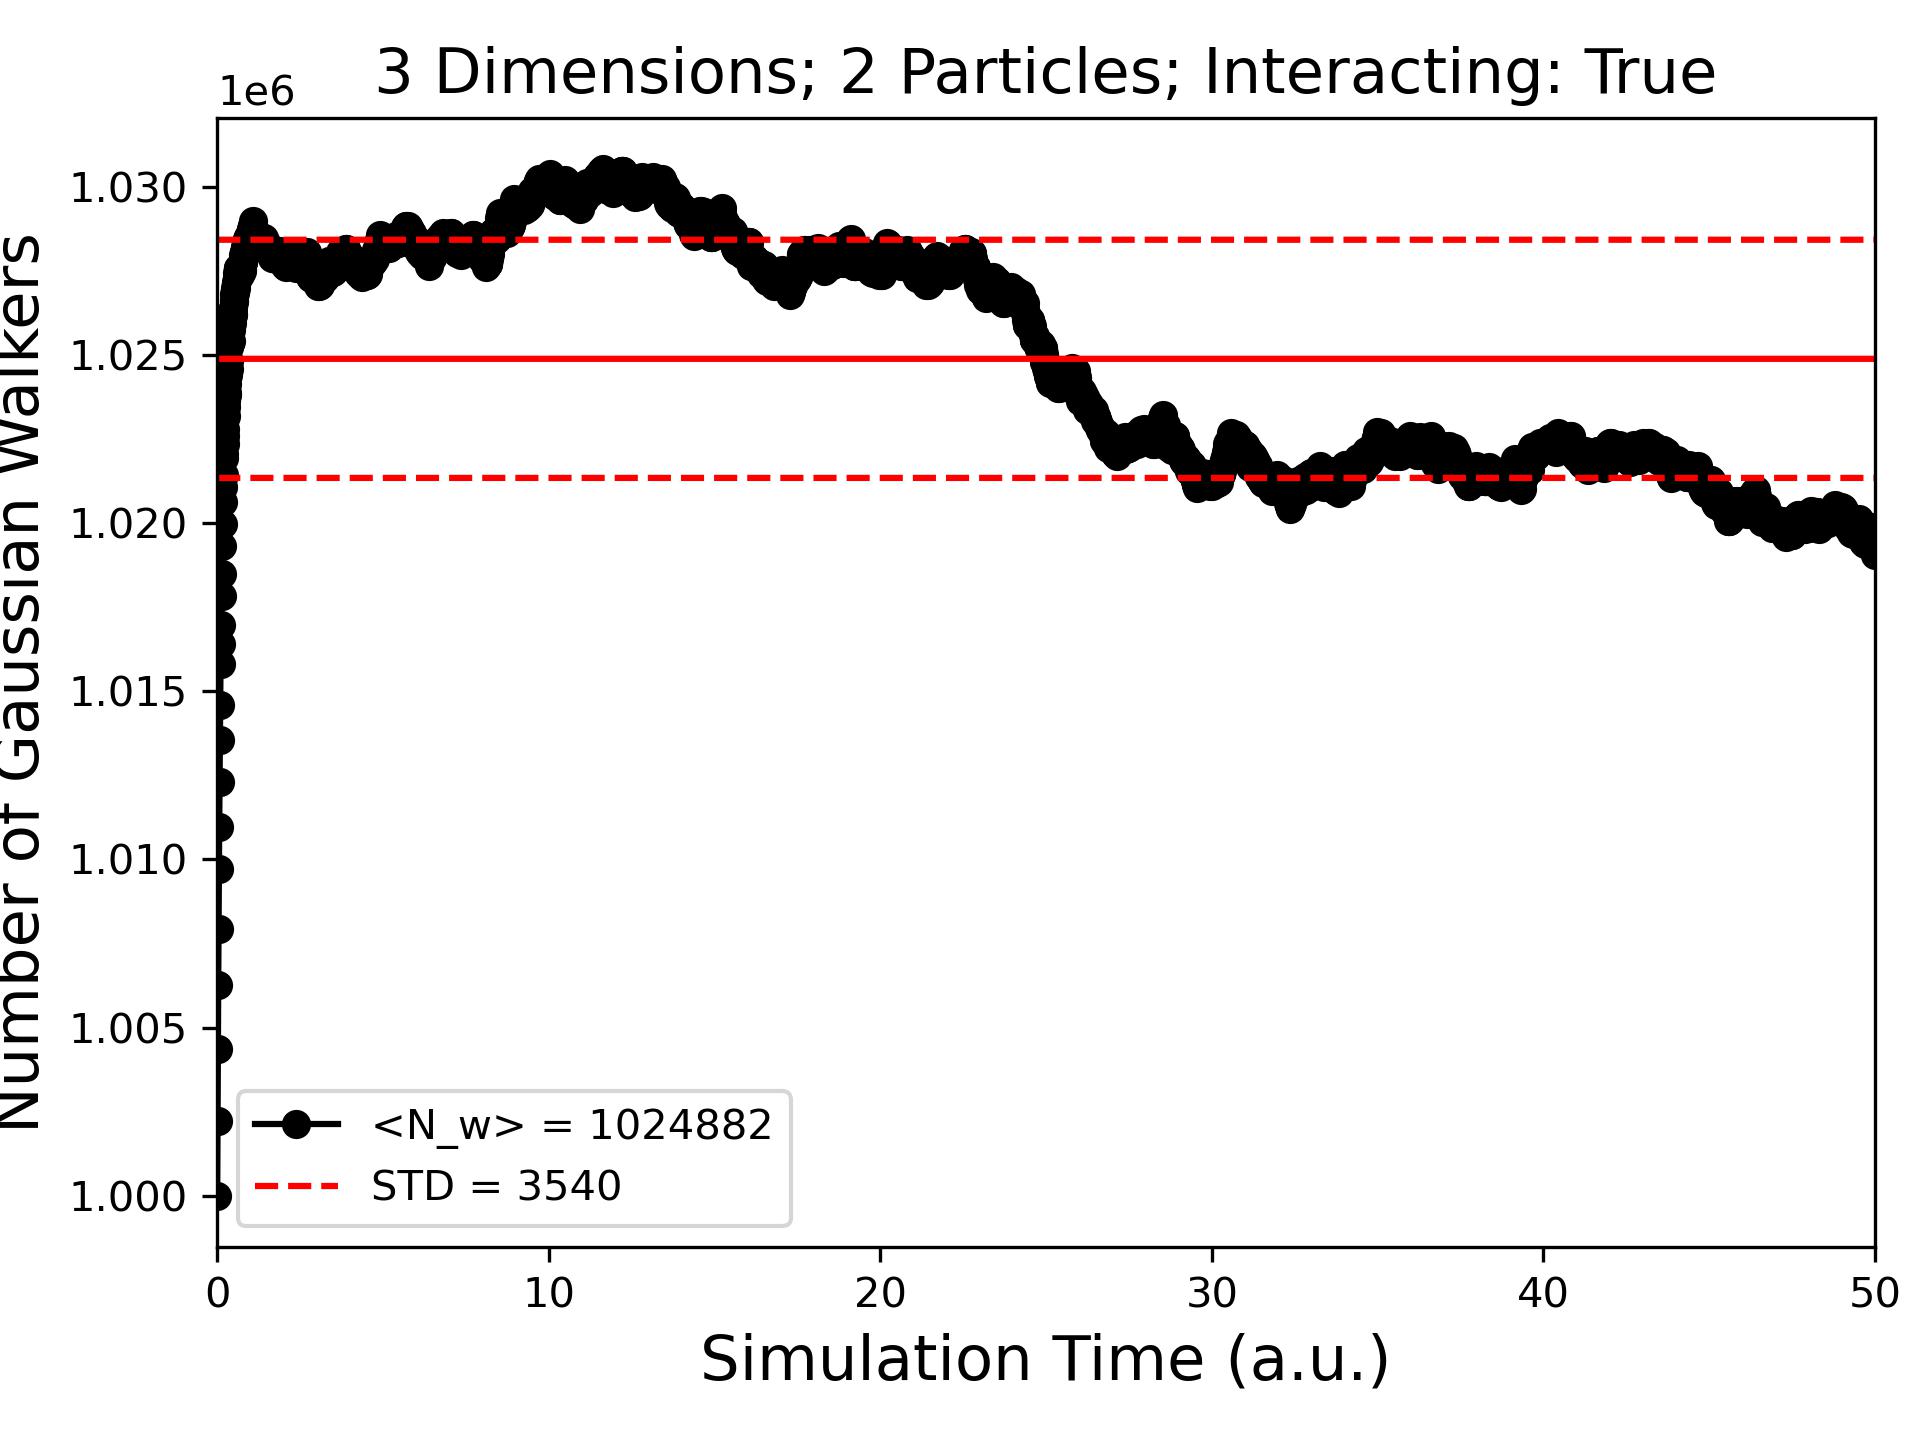 3 Dimensions; 2 Particles; Interacting: True
1e6
Number of Gaussian Walkers
1.030
1.025
1.020
1.015
1.010
1.005
1.000
<N_w> = 1024882
STD = 3540
0 10 20 30 40 50
Simulation Time (a.u.)